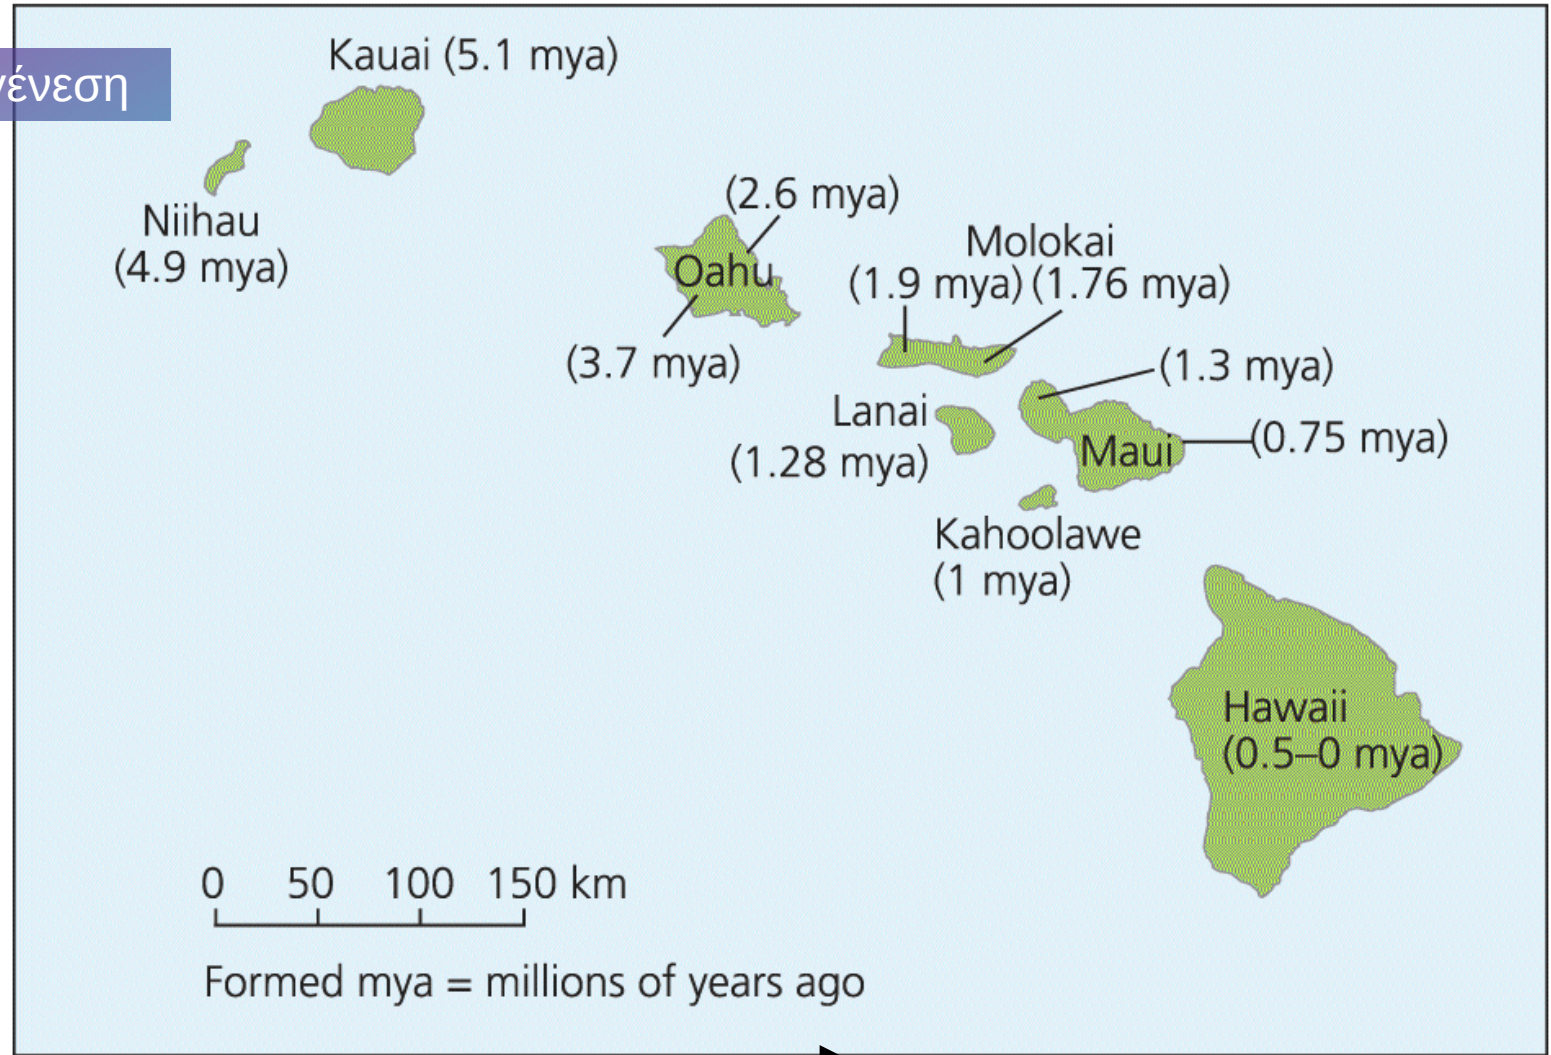 Kauai (5.1 mya)
γένεση
Niihau
(4.9 mya)
(2.6 mya)
Oahu
(3.7 mya)
Molokai
(1.9 mya) (1.76 mya)
(1.3 mya)
Lanai
(1.28 mya)
Maui
(0.75 mya)
Kahoolawe
(1 mya)
Hawaii
(0.5–0 mya)
0 50 100 150 km
Formed mya = millions of years ago